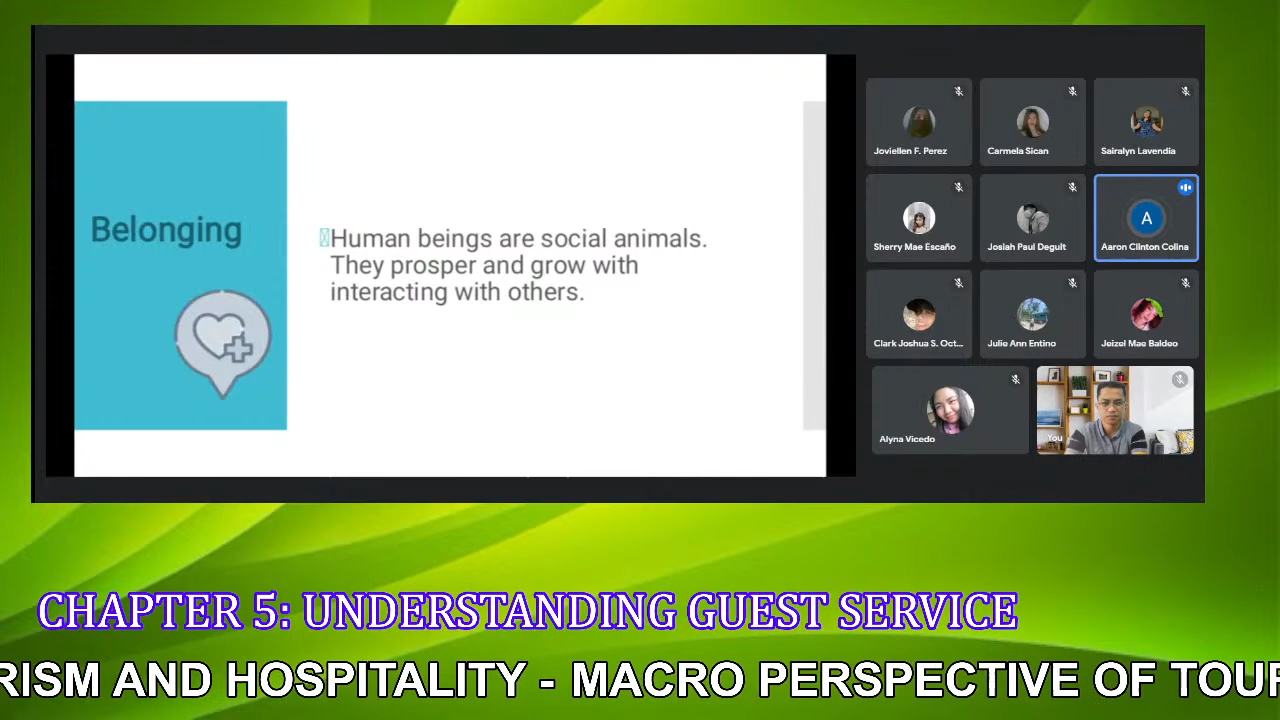 Belonging
Human beings are social animals.
They prosper and grow with
interacting with others.
Joviellen F. Perez
Carmela Sican
Sairalyn Lavendia
Sherry Mae Escaño
Josiah Paul Degult
A
Aaron Clinton Colina
Clark Joshua S. Oct...
Julie Ann Entino
Jeizel Mae Baldeo
Alyna Vicedo
You
CHAPTER 5: UNDERSTANDING GUEST SERVICE
RISM AND HOSPITALITY - MACRO PERSPECTIVE OF TOUR